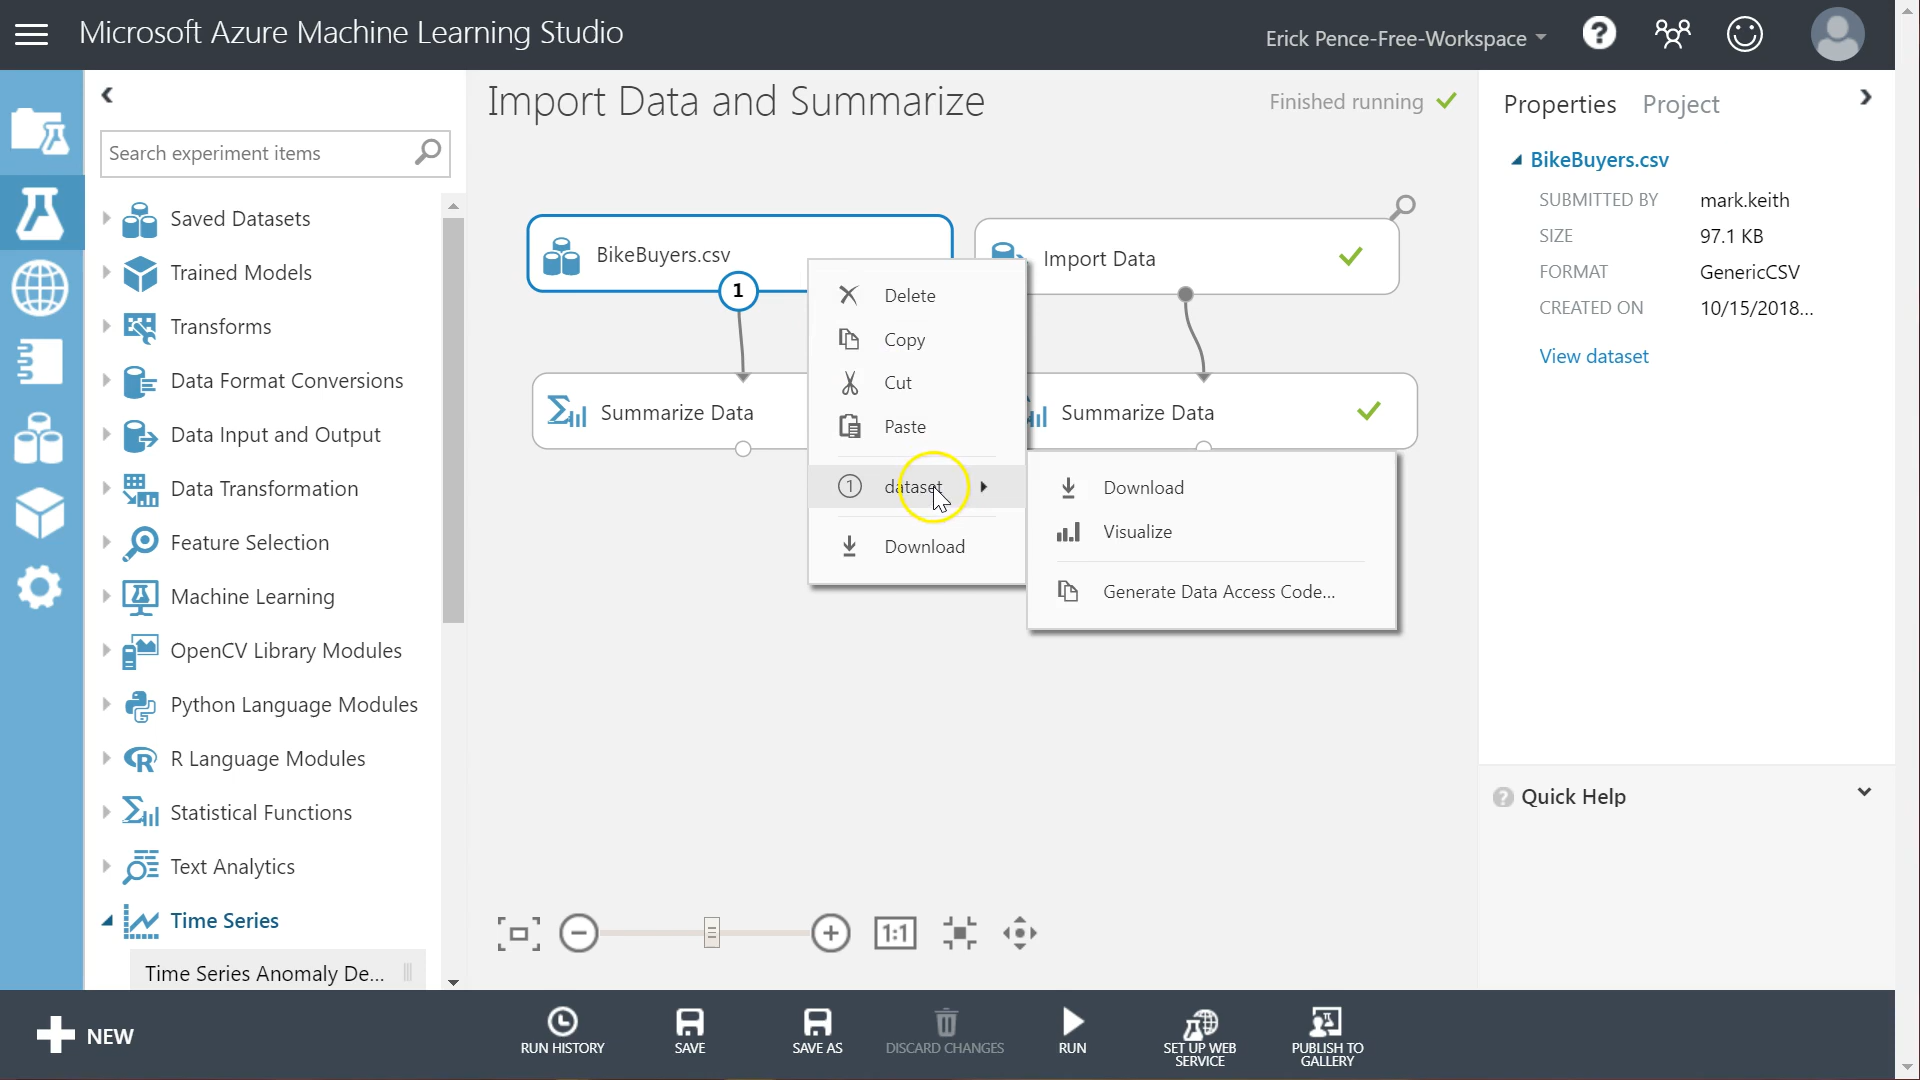 Microsoft Azure Machine Learning Studio
Erick Pence-Free-Workspace
?
Search experiment items
Saved Datasets
Trained Models
Transforms
Data Format Conversions
Data Input and Output
Data Transformation
Feature Selection
Machine Learning
OpenCV Library Modules
Python Language Modules
R Language Modules
Statistical Functions
Text Analytics
Time Series
Time Series Anomaly De...
Import Data and Summarize
Finished running
BikeBuyers.csv
1
Import Data
Summarize Data
Summarize Data
Delete
Copy
Cut
Paste
1 dataset
Download
Download
Visualize
Generate Data Access Code...
1:1
Properties Project
BikeBuyers.csv
SUBMITTED BY mark.keith
SIZE 97.1 KB
FORMAT GenericCSV
CREATED ON 10/15/2018...
View dataset
? Quick Help
NEW
RUN HISTORY
SAVE
SAVE AS
DISCARD CHANGES
RUN
SET UP WEB
SERVICE
PUBLISH TO
GALLERY